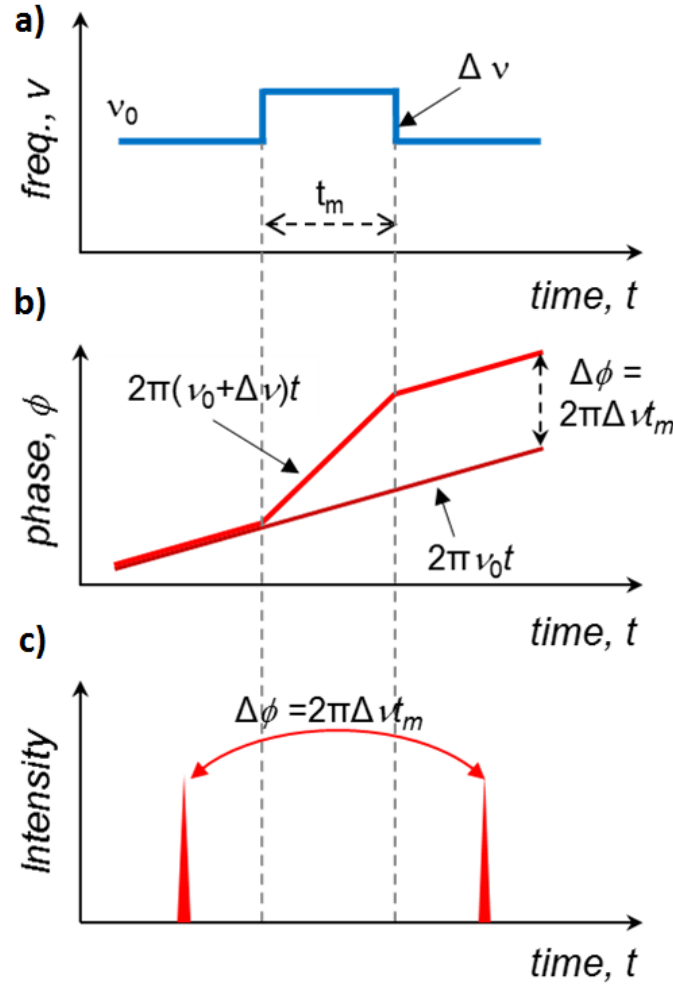 a)
freq., ν
ν₀
Δ ν
tₘ
time, t
b)
phase, ϕ
2π(ν₀+Δν)t
Δϕ =
2πΔνtₘ
2πν₀t
time, t
c)
Intensity
Δϕ =2πΔνtₘ
time, t